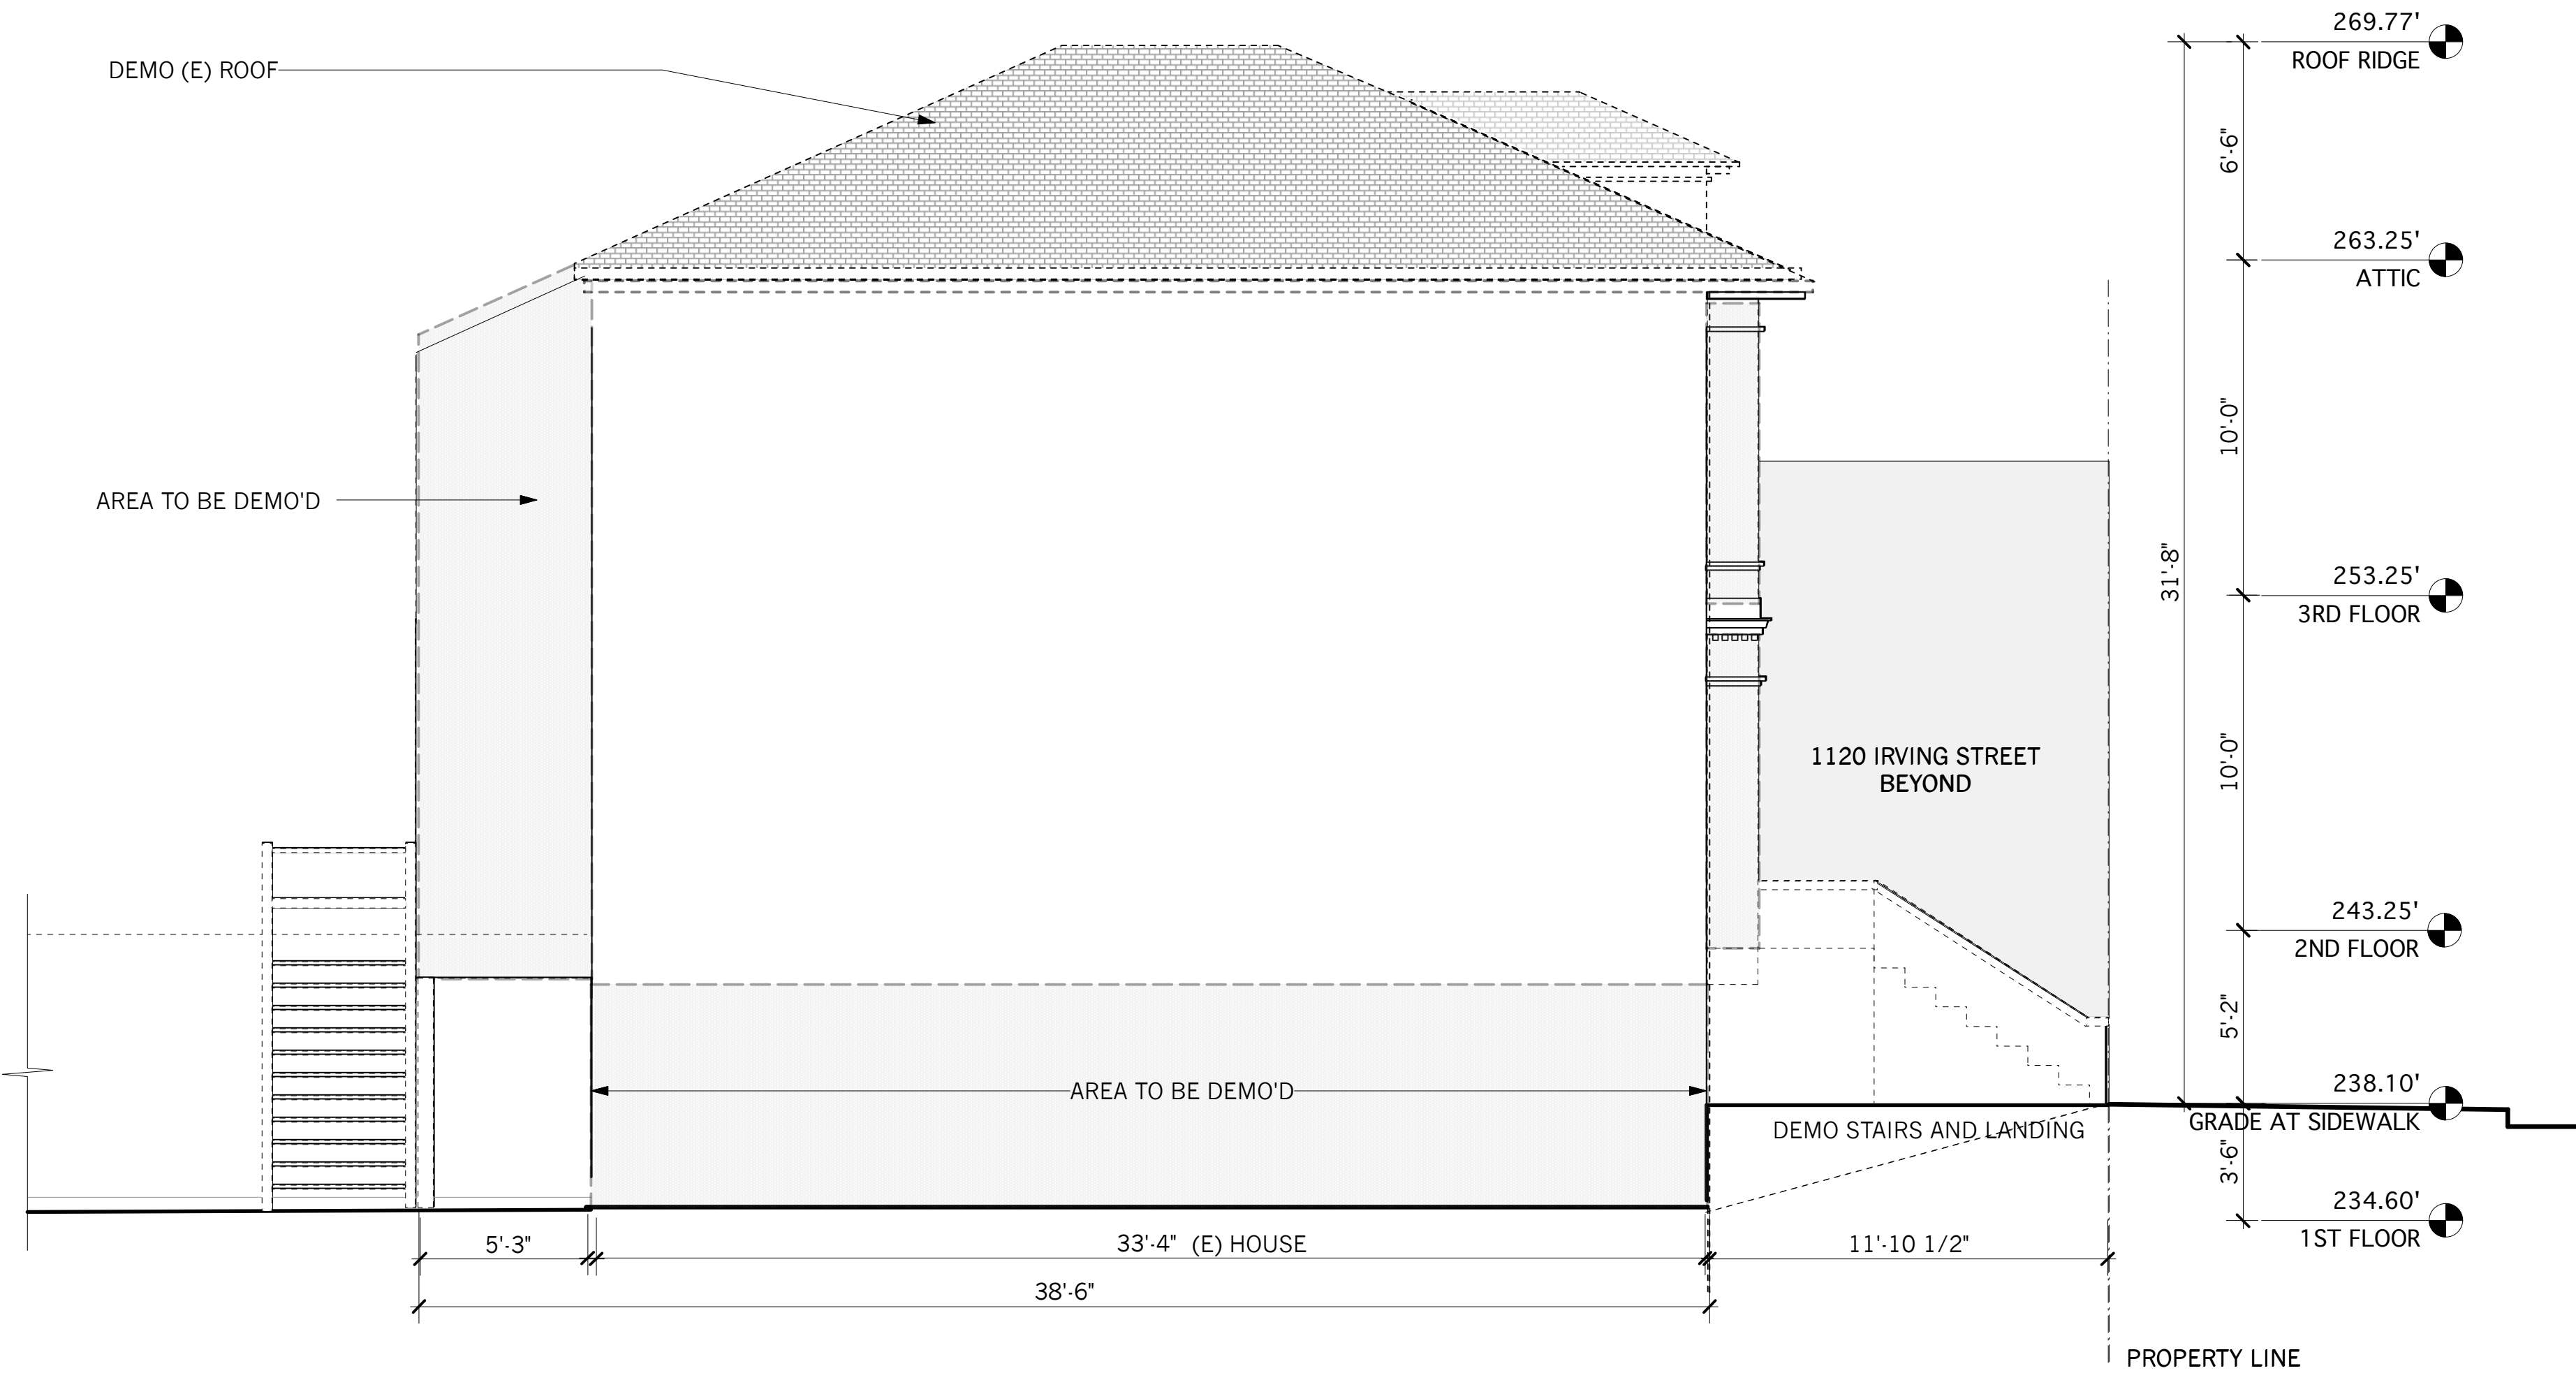 269.77'
ROOF RIDGE
DEMO (E) ROOF
6'-6"
263.25'
ATTIC
10'-0"
AREA TO BE DEMO'D
31'-8"
253.25'
3RD FLOOR
1120 IRVING STREET
BEYOND
10'-0"
243.25'
2ND FLOOR
5'-2"
AREA TO BE DEMO'D
238.10'
GRADE AT SIDEWALK
DEMO STAIRS AND LANDING
3'-6"
234.60'
1ST FLOOR
5'-3"
33'-4" (E) HOUSE
11'-10 1/2"
38'-6"
PROPERTY LINE